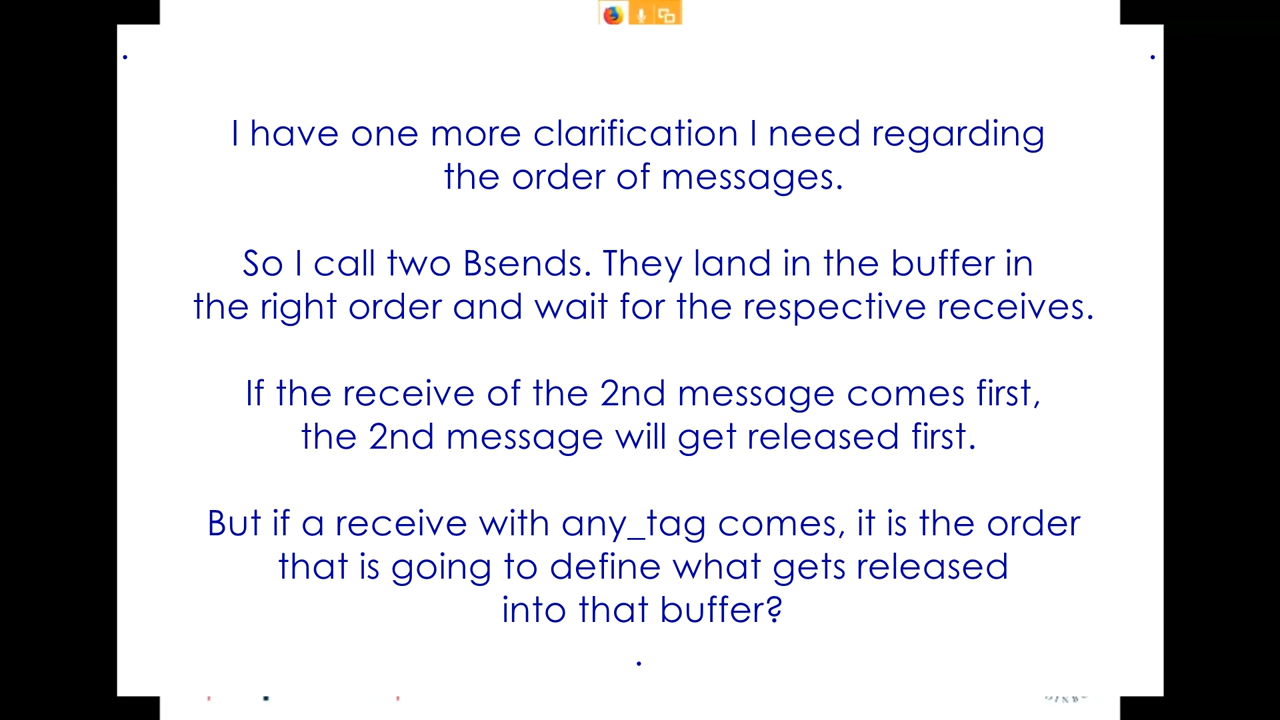 I have one more clarification I need regarding
the order of messages.
So I call two Bsends. They land in the buffer in
the right order and wait for the respective receives.
If the receive of the 2nd message comes first,
the 2nd message will get released first.
But if a receive with any_tag comes, it is the order
that is going to define what gets released
into that buffer?